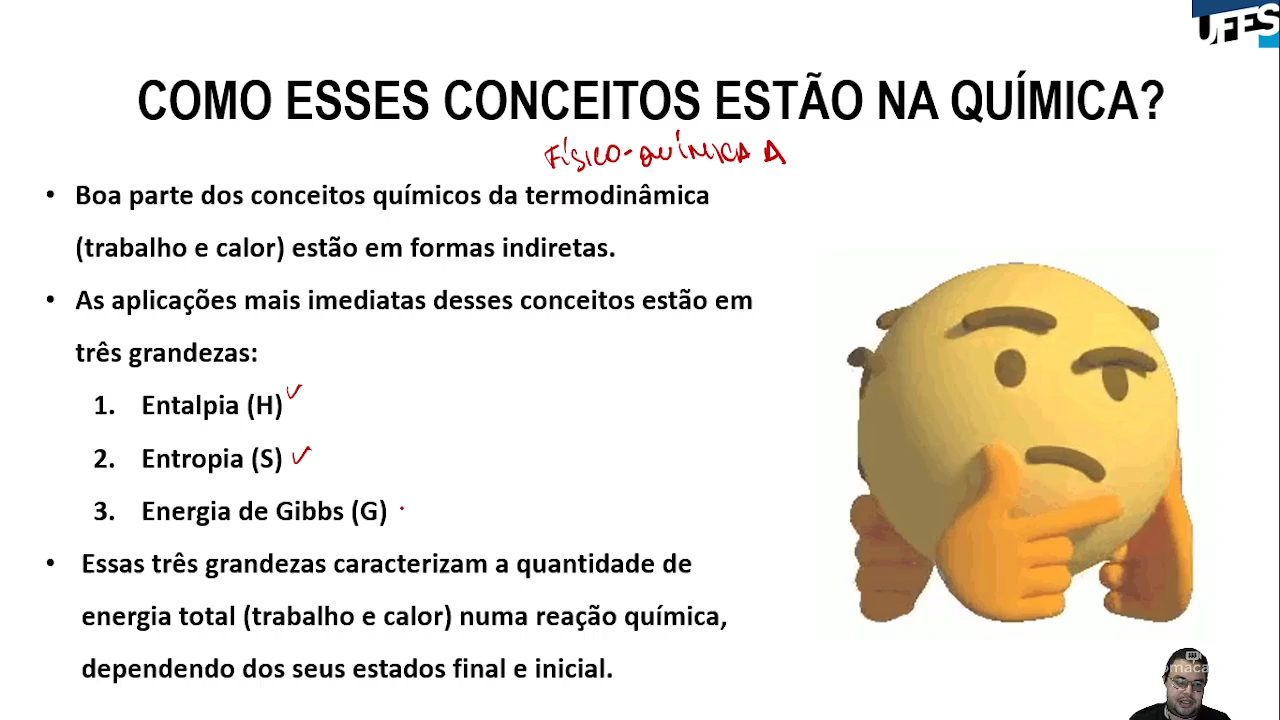 UFES
COMO ESSES CONCEITOS ESTÃO NA QUÍMICA?
FÍSICO-QUÍMICA A
• Boa parte dos conceitos químicos da termodinâmica
(trabalho e calor) estão em formas indiretas.
• As aplicações mais imediatas desses conceitos estão em
três grandezas:
1. Entalpia (H)
2. Entropia (S)
3. Energia de Gibbs (G)
• Essas três grandezas caracterizam a quantidade de
energia total (trabalho e calor) numa reação química,
dependendo dos seus estados final e inicial.